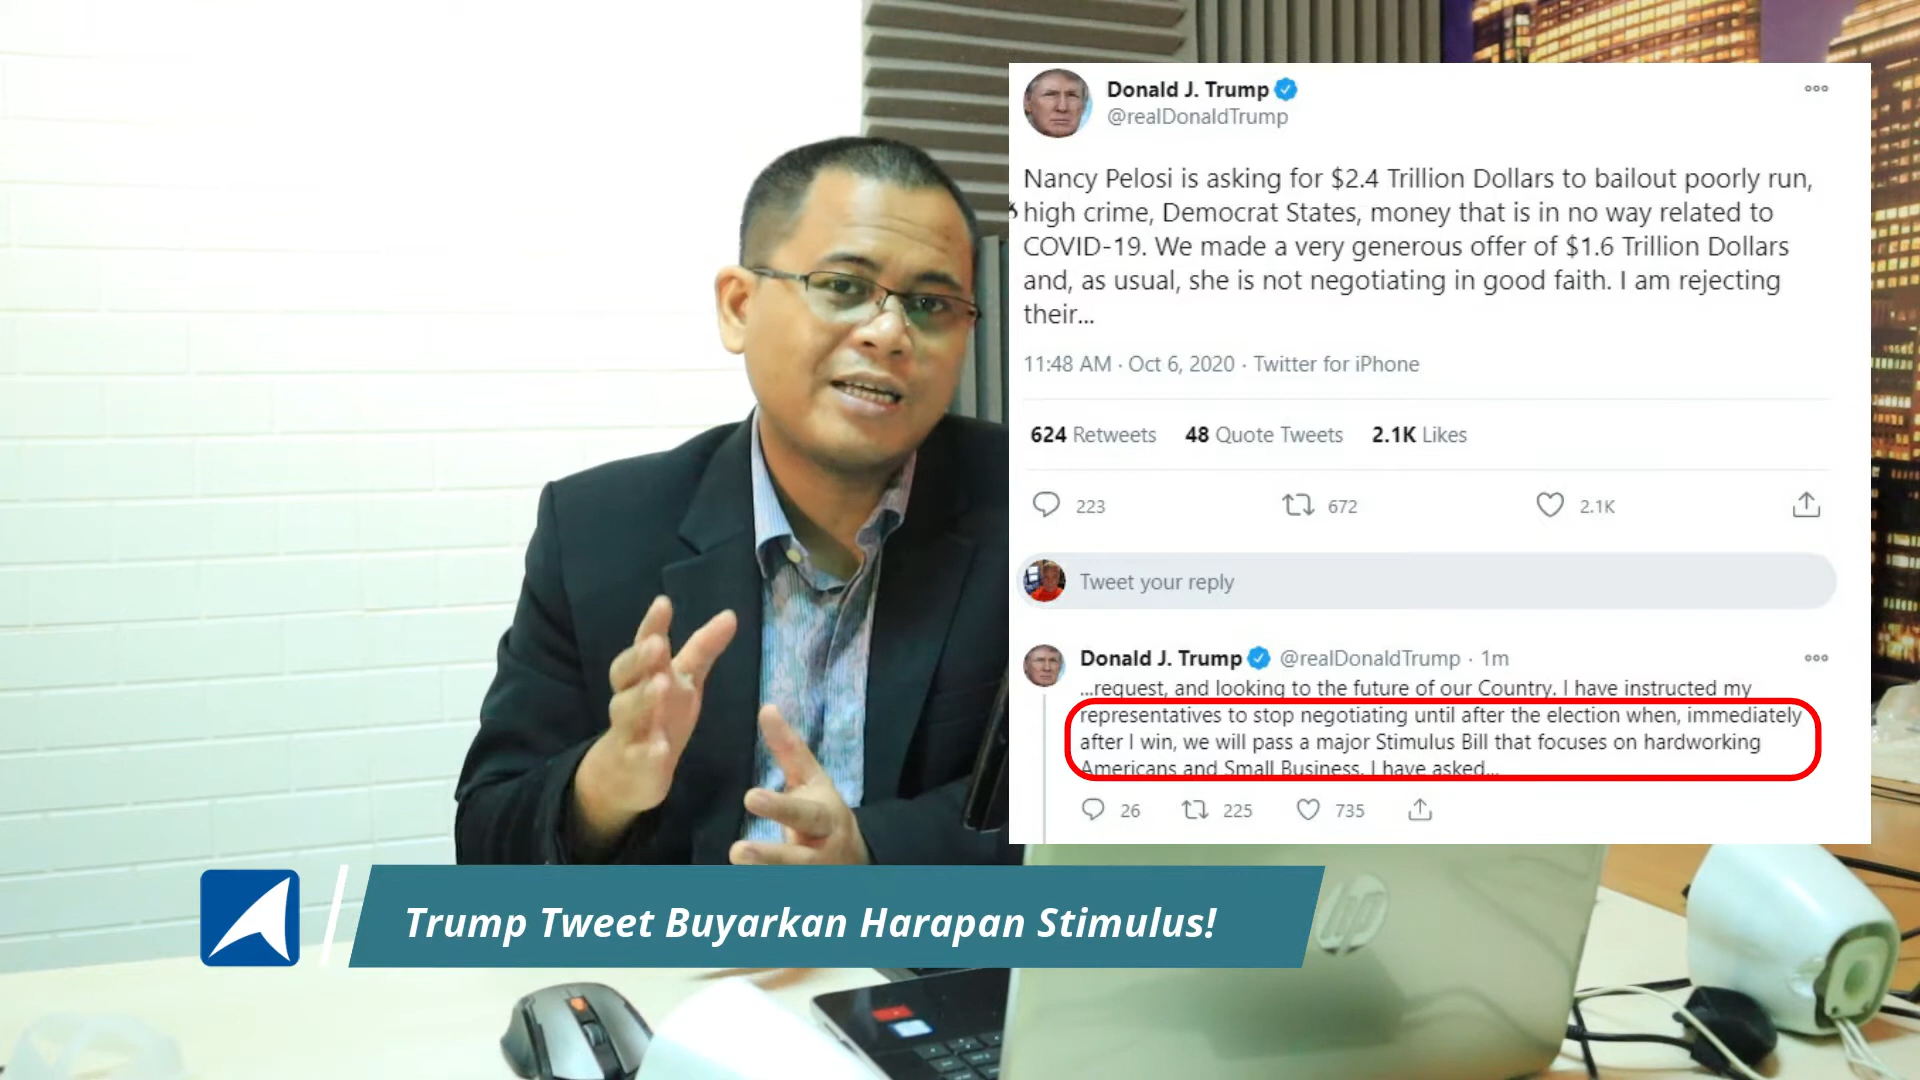 Donald J. Trump
@realDonaldTrump
Nancy Pelosi is asking for $2.4 Trillion Dollars to bailout poorly run,
high crime, Democrat States, money that is in no way related to
COVID-19. We made a very generous offer of $1.6 Trillion Dollars
and, as usual, she is not negotiating in good faith. I am rejecting
their...
11:48 AM · Oct 6, 2020 · Twitter for iPhone
624 Retweets 48 Quote Tweets 2.1K Likes
223 672 2.1K
Tweet your reply
Donald J. Trump @realDonaldTrump · 1m
...request, and looking to the future of our Country. I have instructed my
representatives to stop negotiating until after the election when, immediately
after I win, we will pass a major Stimulus Bill that focuses on hardworking
Americans and Small Business. I have asked...
26 225 735
Trump Tweet Buyarkan Harapan Stimulus!
hp